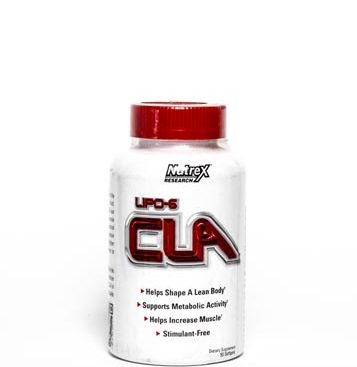 Nutrex
RESEARCH
LIPO-6
CLA
Helps Shape A Lean Body†
Supports Metabolic Activity†
Helps Increase Muscle†
Stimulant-Free
Dietary Supplement